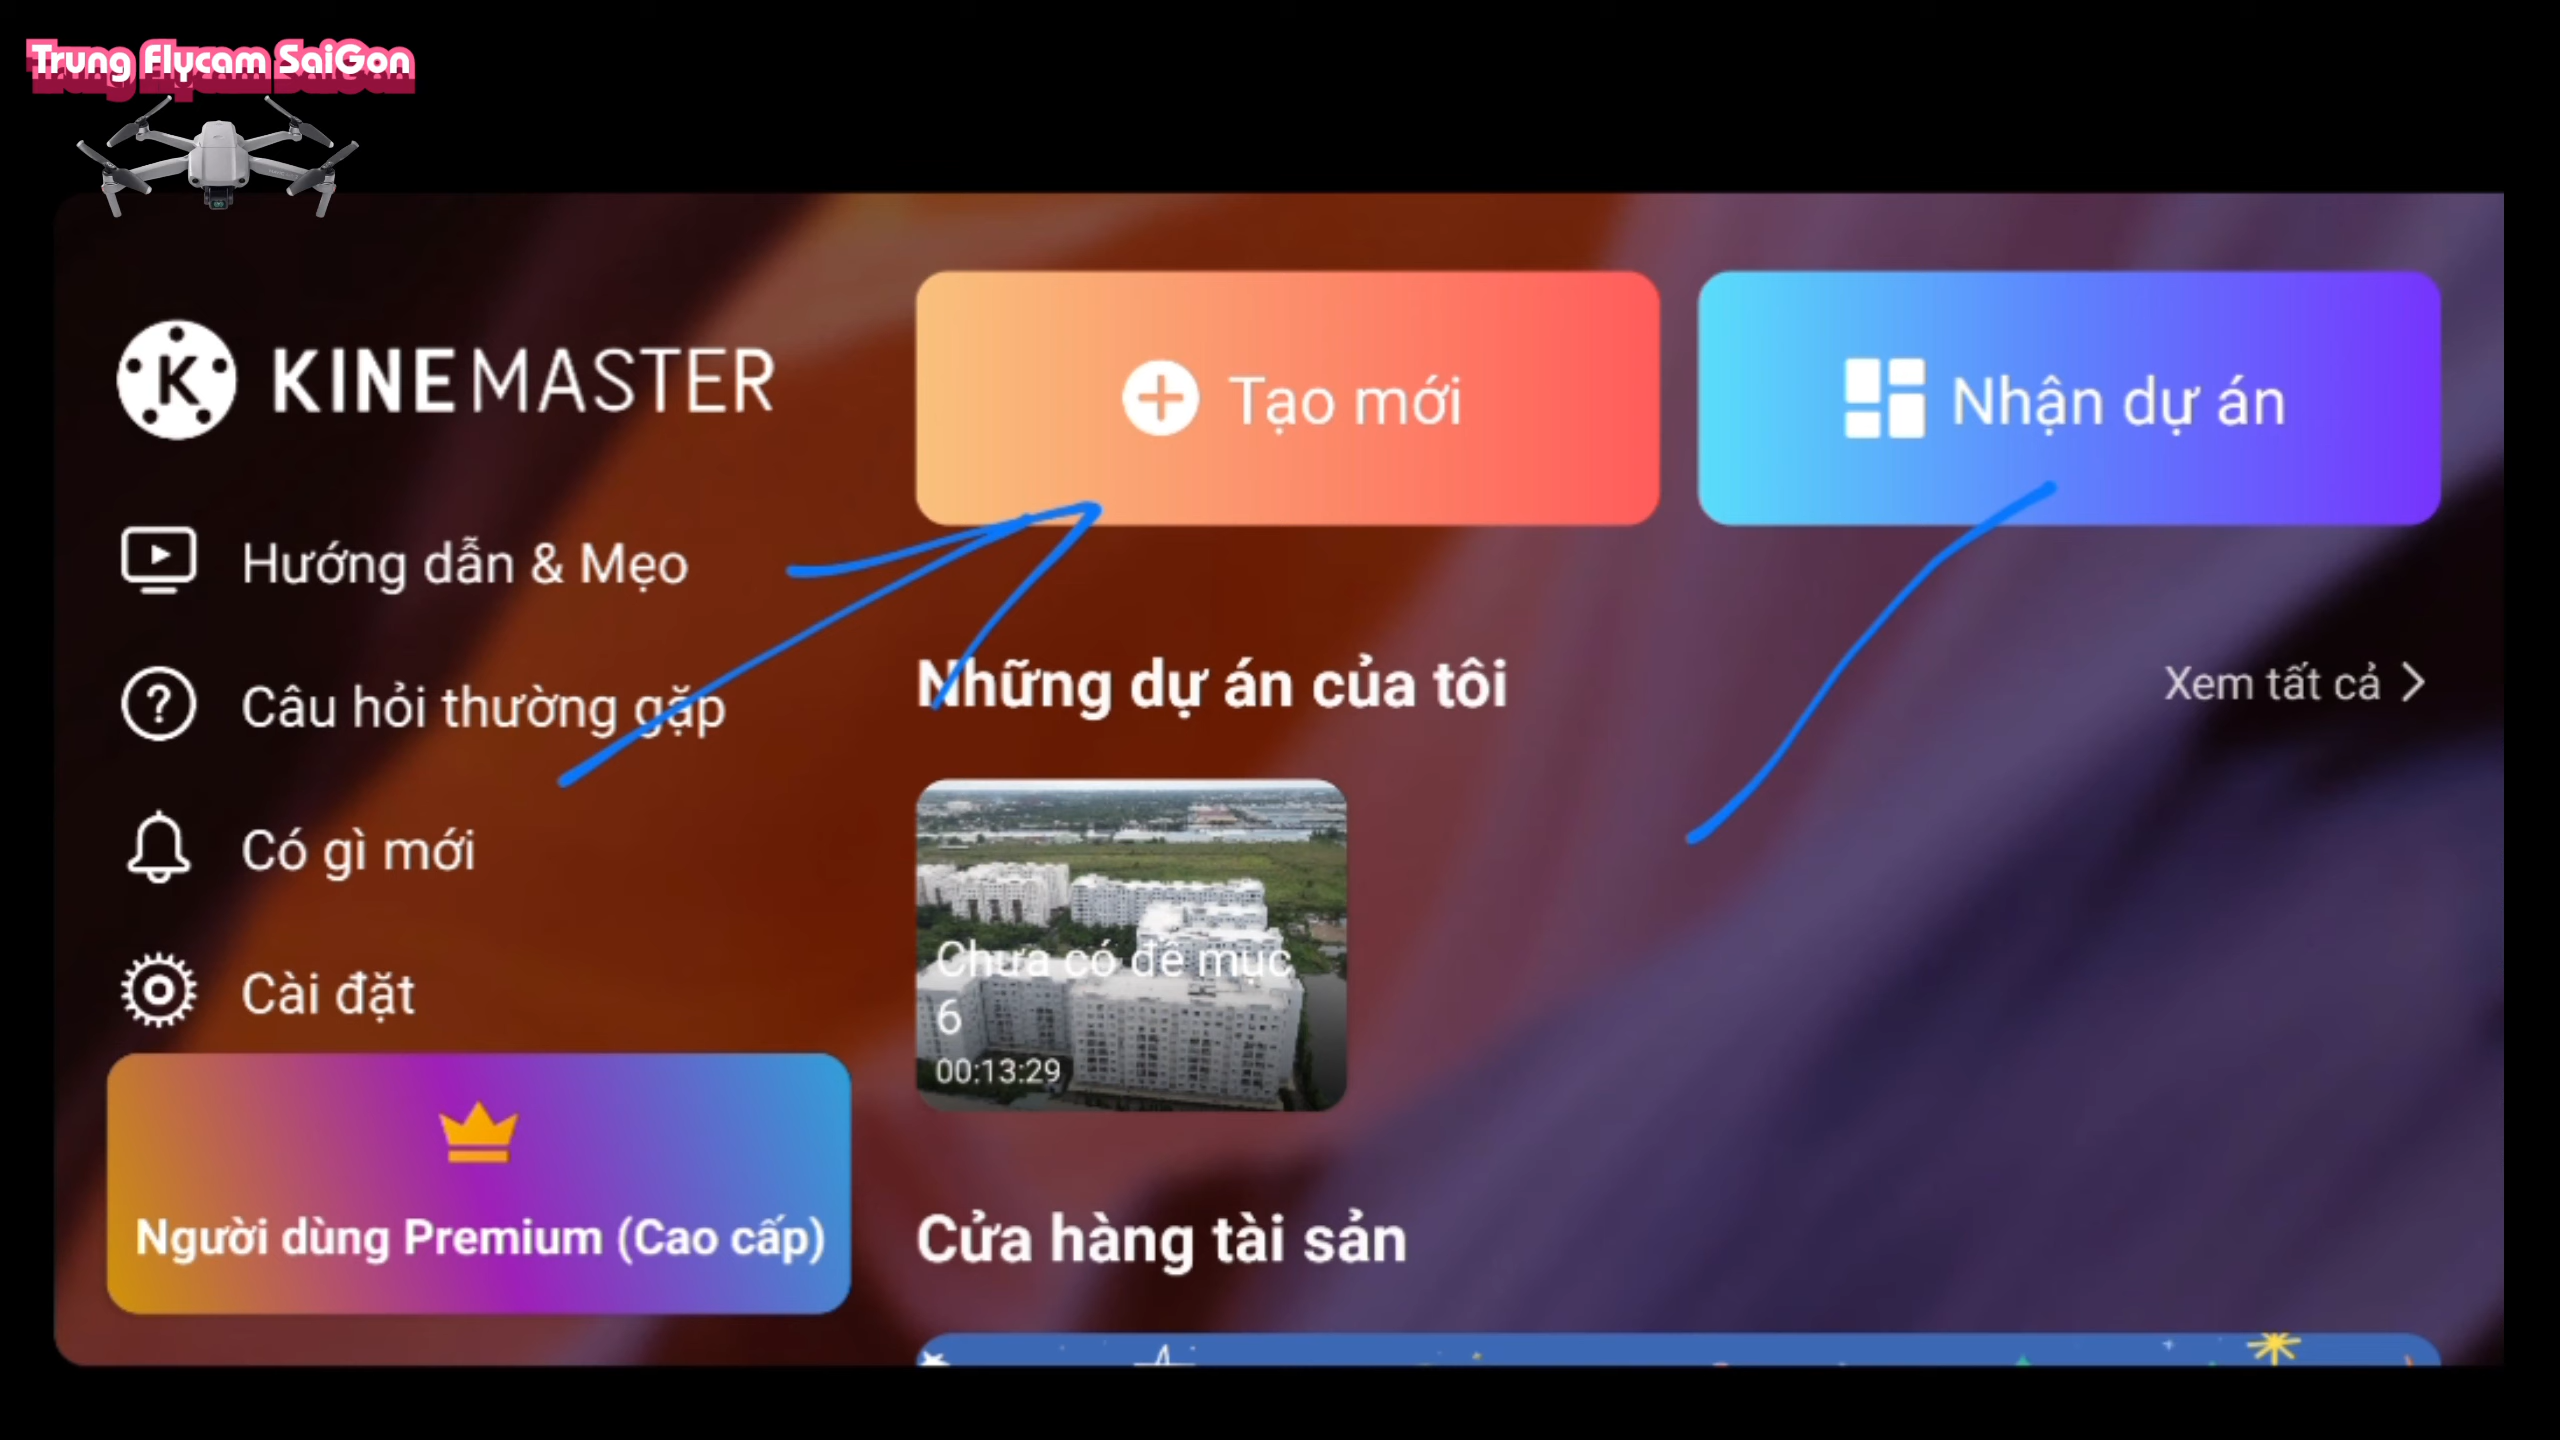 Trung Flycam SaiGon
KINEMASTER
Hướng dẫn & Mẹo
Câu hỏi thường gặp
Có gì mới
Cài đặt
Người dùng Premium (Cao cấp)
Tạo mới
Nhận dự án
Những dự án của tôi
Xem tất cả
Chưa có đề mục
6
00:13:29
Cửa hàng tài sản